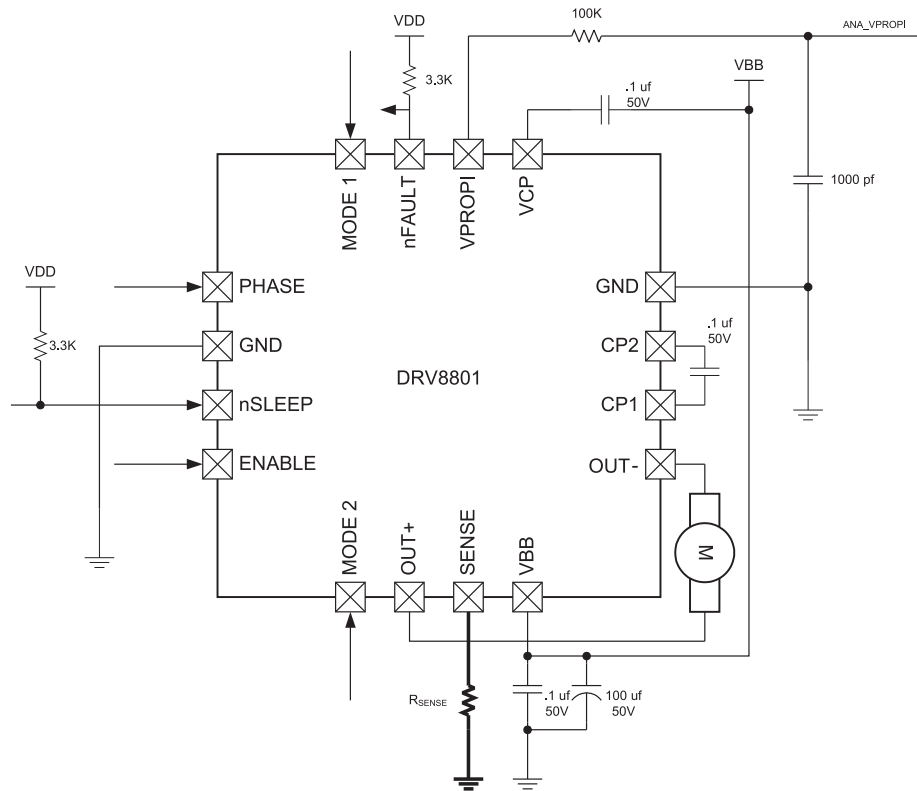 100K
ANA_VPROPI
VDD
VBB
3.3K
.1 uf
50V
1000 pf
MODE 1
nFAULT
VPROPI
VCP
VDD
3.3K
PHASE
GND
nSLEEP
ENABLE
DRV8801
GND
CP2
CP1
OUT-
.1 uf
50V
M
MODE 2
OUT+
SENSE
VBB
RSENSE
.1 uf
50V
100 uf
50V